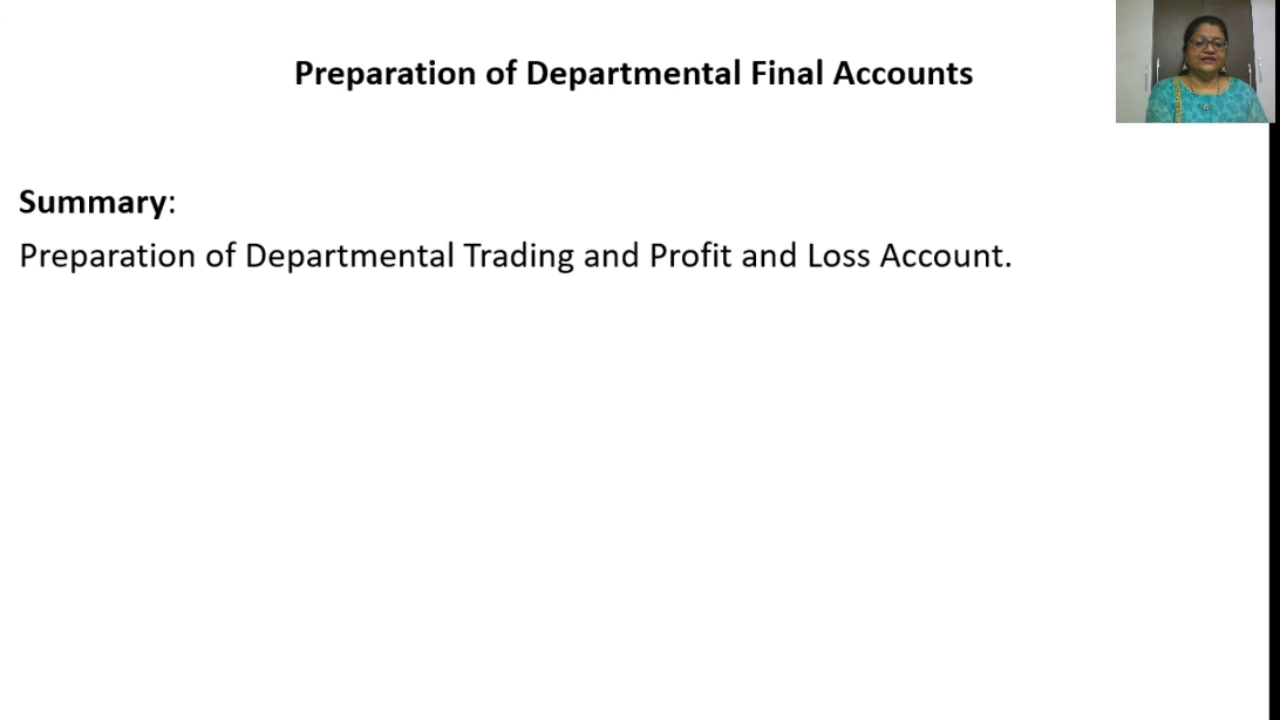 Preparation of Departmental Final Accounts
Summary:
Preparation of Departmental Trading and Profit and Loss Account.